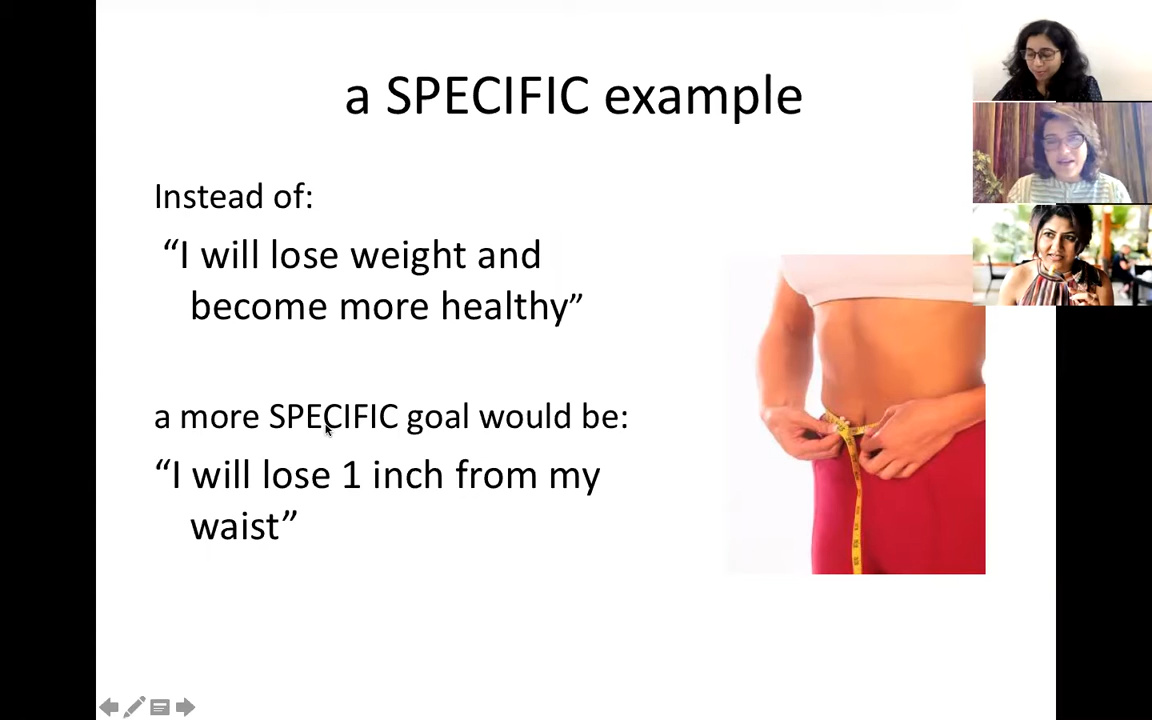 a SPECIFIC example
Instead of:
“I will lose weight and
become more healthy”
a more SPECIFIC goal would be:
“I will lose 1 inch from my
waist”